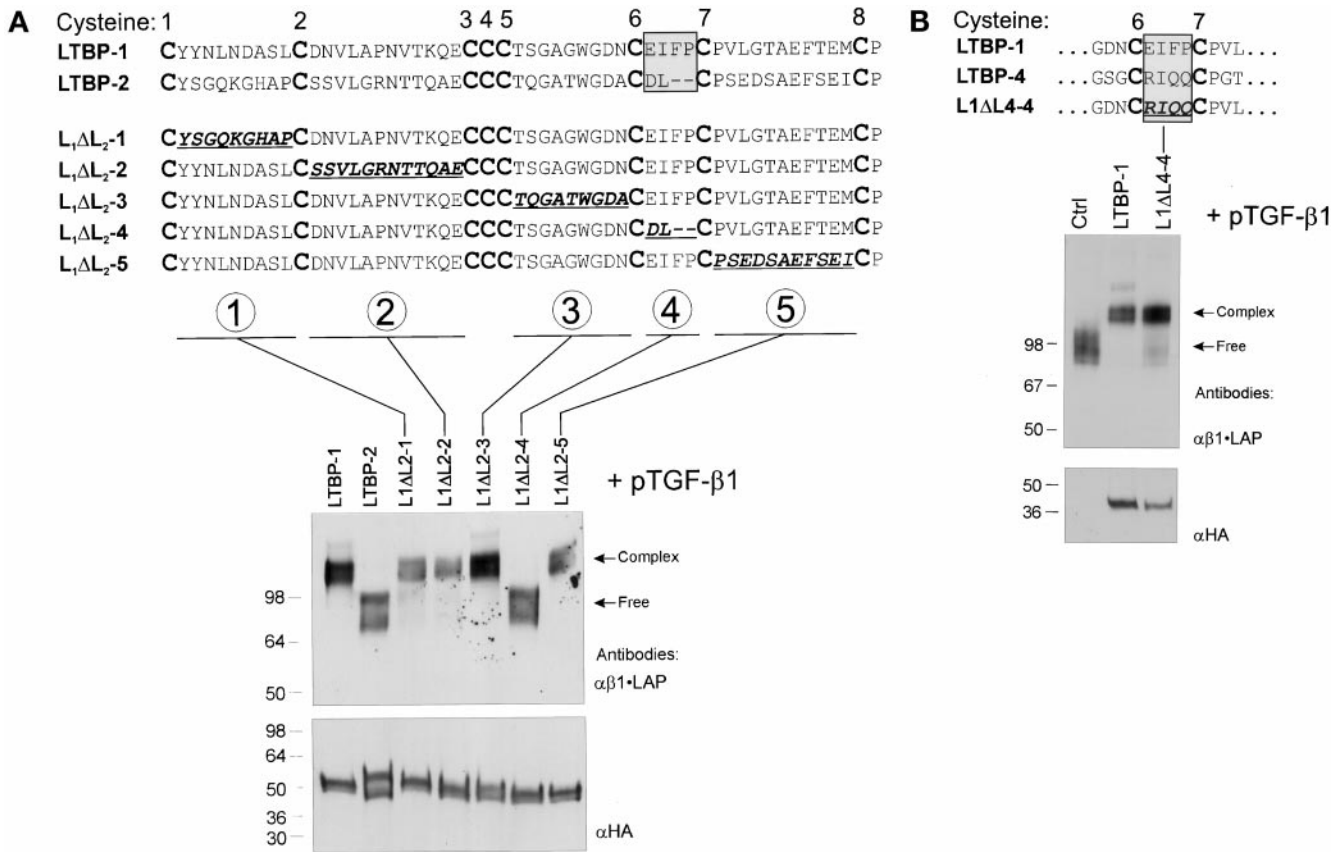 A
Cysteine: 1 2 3 4 5 6 7 8
LTBP-1 CYYNLNDASLCDNVLAPNVTKQECCCTSGAGWGDNCEIFPCPVLGTAEFTEMCP
LTBP-2 CYSGQKGHAPCSSVLGRNTTQAECCCTQGATWGDACDL--CPSEDSAEFSEICP
L1ΔL2-1 CYSGQKGHAPCDNVLAPNVTKQECCCTSGAGWGDNCEIFPCPVLGTAEFTEMCP
L1ΔL2-2 CYYNLNDASLCSSVLGRNTTQAECCCTSGAGWGDNCEIFPCPVLGTAEFTEMCP
L1ΔL2-3 CYYNLNDASLCDNVLAPNVTKQECCCTQGATWGDACEIFPCPVLGTAEFTEMCP
L1ΔL2-4 CYYNLNDASLCDNVLAPNVTKQECCCTSGAGWGDNCDL--CPVLGTAEFTEMCP
L1ΔL2-5 CYYNLNDASLCDNVLAPNVTKQECCCTSGAGWGDNCEIFPCPSEDSAEFSEICP
1 2 3 4 5
LTBP-1 LTBP-2 L1ΔL2-1 L1ΔL2-2 L1ΔL2-3 L1ΔL2-4 L1ΔL2-5
+ pTGF-β1
Complex
98
Free
64
Antibodies:
αβ1•LAP
50
98
64
50
36
30
αHA
B
Cysteine: 6 7
LTBP-1 ...GDNCEIFPCPVL...
LTBP-4 ...GSGCRIQQCPGT...
L1ΔL4-4 ...GDNCRIQQCPVL...
Ctrl LTBP-1 L1ΔL4-4
+ pTGF-β1
Complex
98
Free
67
Antibodies:
50
αβ1•LAP
50
36
αHA